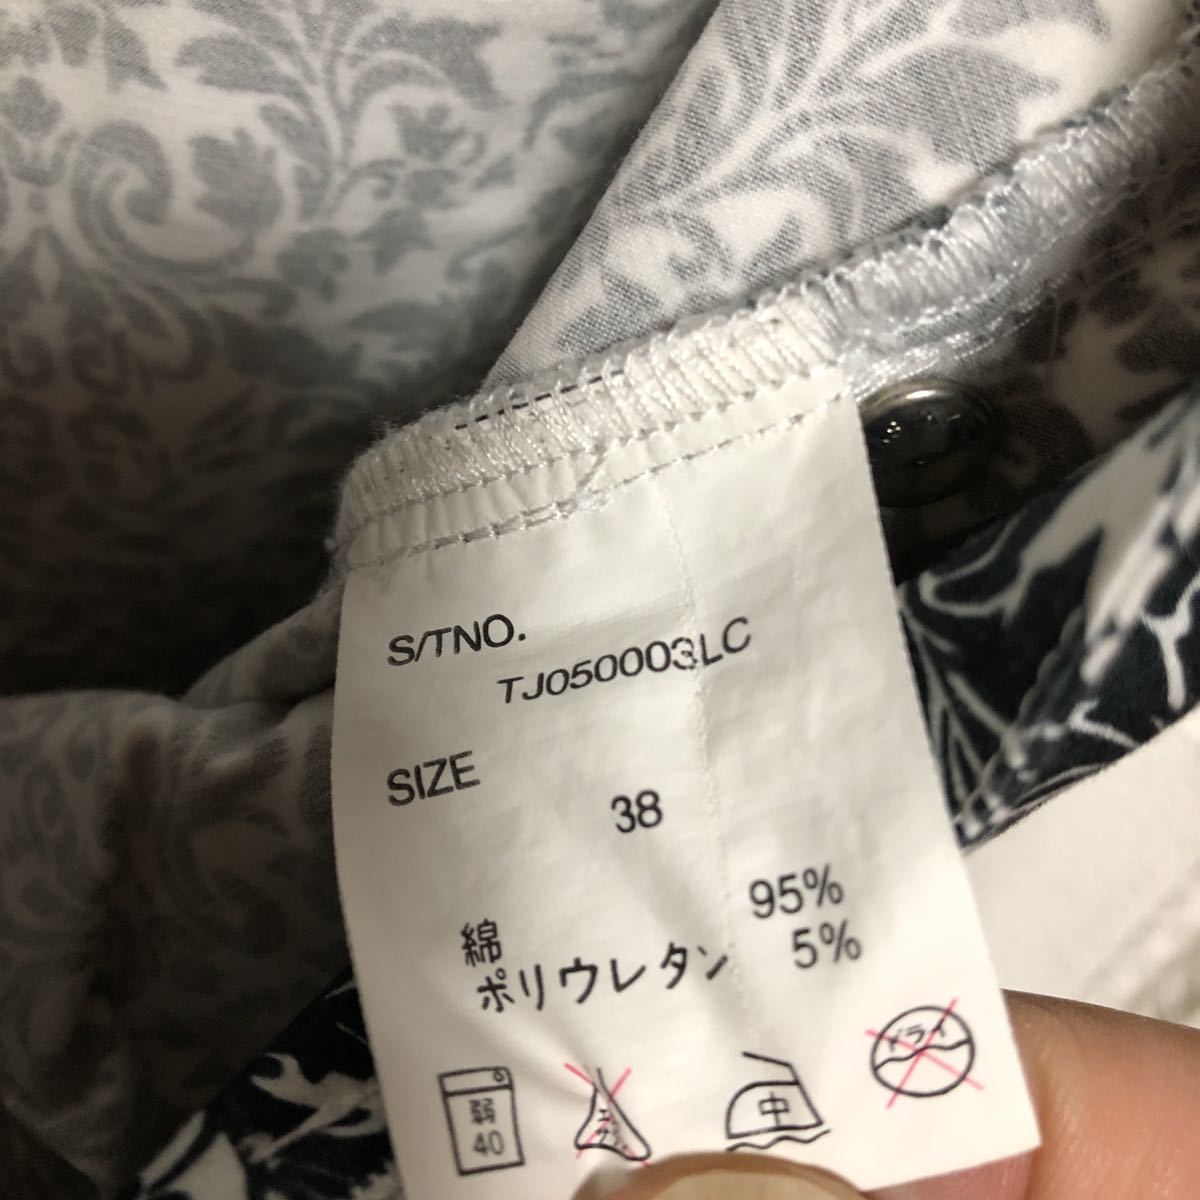 S/TNO.
TJ050003LC
SIZE
38
綿 95%
ポリウレタン 5%
弱
40
中
ドライ